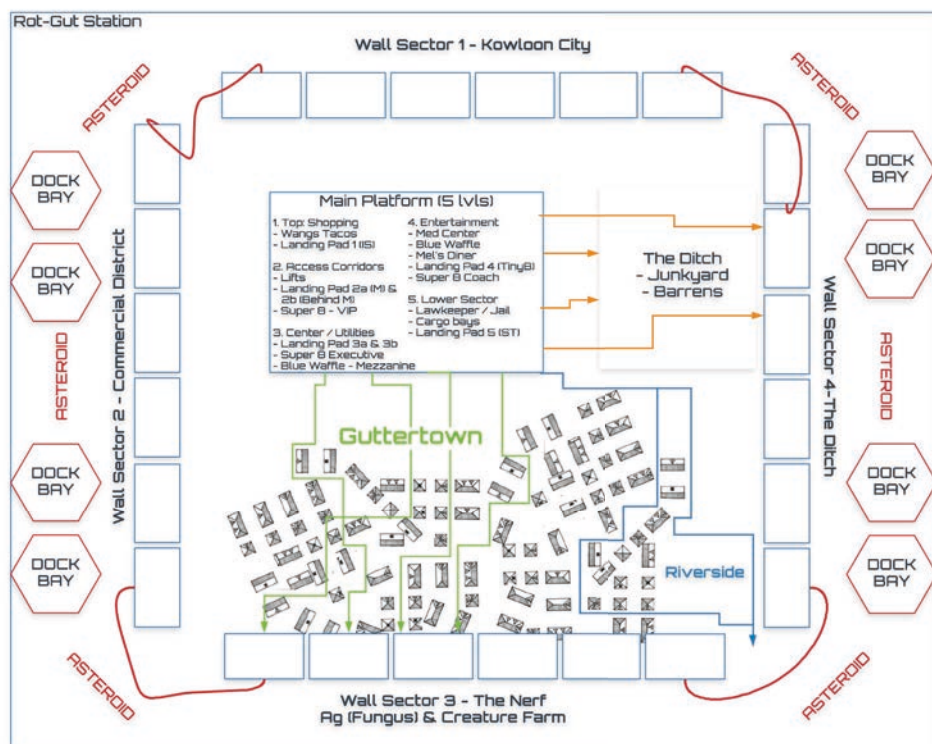 Rot-Gut Station
Wall Sector 1 - Kowloon City
ASTEROID
ASTEROID
DOCK
BAY
DOCK
BAY
DOCK
BAY
DOCK
BAY
Wall Sector 2 - Commercial District
ASTEROID
ASTEROID
Main Platform (5 lvls)
1. Top: Shopping
- Wangs Tacos
- Landing Pad 1 (IS)
2. Access Corridors
- Lifts
- Landing Pad 2a (M) &
2b (Behind M)
- Super 8 - VIP
3. Center / Utilities
- Landing Pad 3a & 3b
- Super 8 Executive
- Blue Waffle - Mezzanine
4. Entertainment
- Med Center
- Blue Waffle
- Mel's Diner
- Landing Pad 4 (Tiny8)
- Super 8 Coach
5. Lower Sector
- Lawkeeper / Jail
- Cargo bays
- Landing Pad 5 (ST)
The Ditch
- Junkyard
- Barrens
Wall Sector 4-The Ditch
Guttertown
DOCK
BAY
DOCK
BAY
DOCK
BAY
DOCK
BAY
Riverside
ASTEROID
ASTEROID
Wall Sector 3 - The Nerf
Ag (Fungus) & Creature Farm